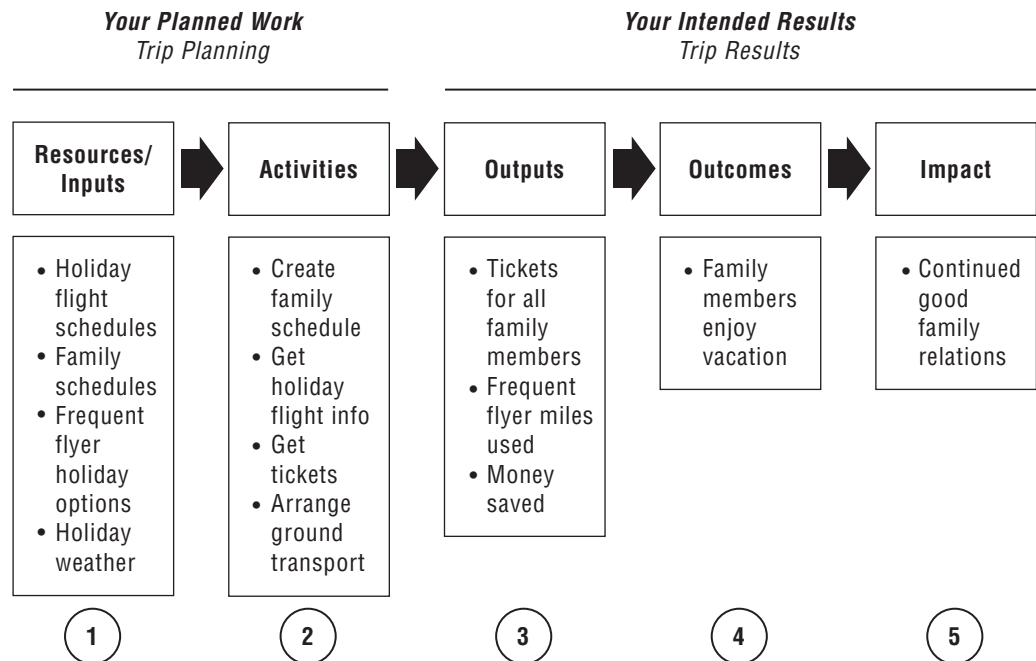 Your Planned Work
Trip Planning
Your Intended Results
Trip Results
Resources/
Inputs
Activities
Outputs
Outcomes
Impact
• Holiday
flight
schedules
• Family
schedules
• Frequent
flyer
holiday
options
• Holiday
weather
• Create
family
schedule
• Get
holiday
flight info
• Get
tickets
• Arrange
ground
transport
• Tickets
for all
family
members
• Frequent
flyer miles
used
• Money
saved
• Family
members
enjoy
vacation
• Continued
good
family
relations
1
2
3
4
5